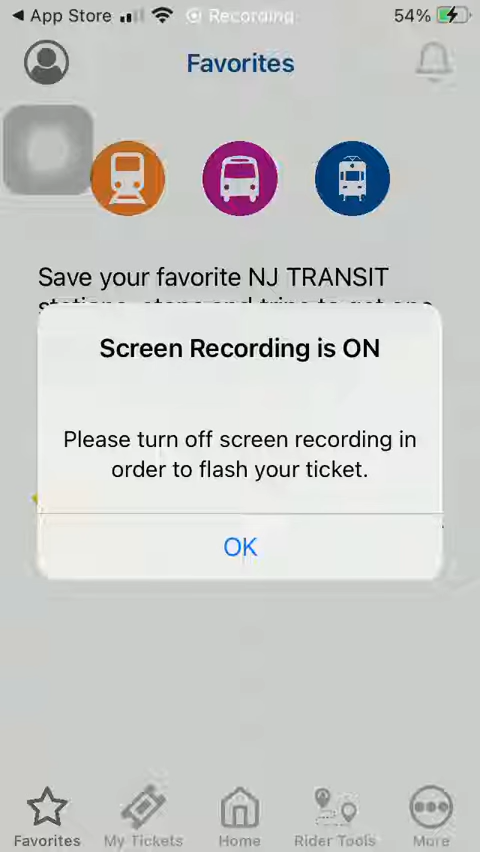 App Store
Recording
54%
Favorites
Save your favorite NJ TRANSIT
Screen Recording is ON
Please turn off screen recording in
order to flash your ticket.
OK
Favorites
My Tickets
Home
Rider Tools
More